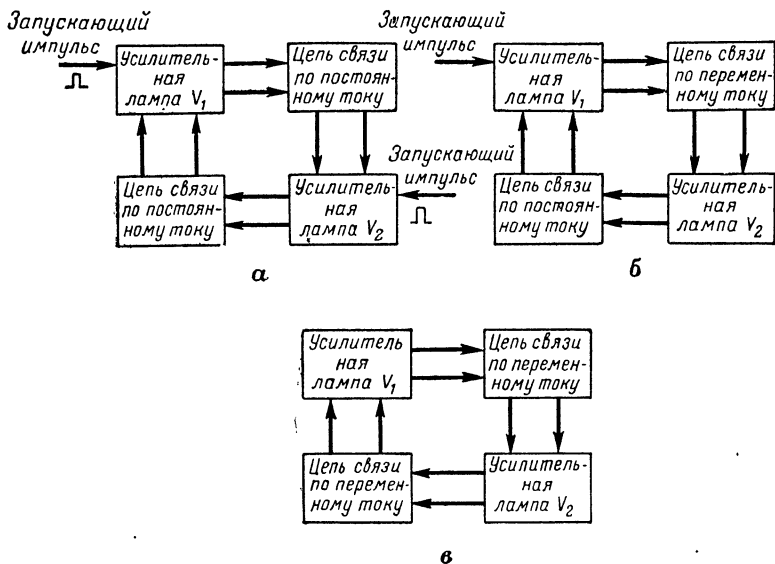 Запускающий
импульс
Усилитель-
ная
лампа V1
Цепь связи
по постоян-
ному току
Цепь связи
по постоян-
ному току
Усилитель-
ная
лампа V2
Запускающий
импульс
а
Запускающий
импульс
Усилитель-
ная
лампа V1
Цепь связи
по перемен-
ному току
Цепь связи
по постоян-
ному току
Усилитель-
ная
лампа V2
б
Усилитель
ная
лампа V1
Цепь связи
по перемен-
ному току
Цепь связи
по перемен-
ному току
Усилитель-
ная
лампа V2
в